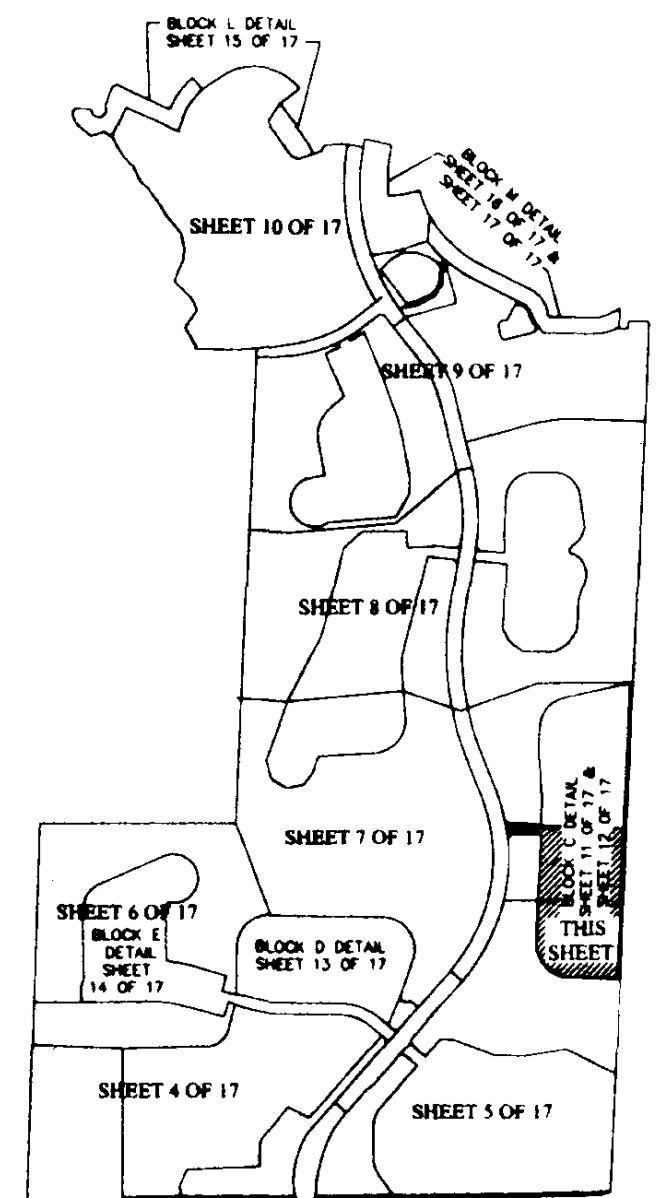 BLOCK L DETAIL
SHEET 15 OF 17
BLOCK M DETAIL
SHEET 16 OF 17 &
SHEET 17 OF 17
SHEET 10 OF 17
SHEET 9 OF 17
SHEET 8 OF 17
BLOCK C DETAIL
SHEET 11 OF 17 &
SHEET 12 OF 17
SHEET 7 OF 17
SHEET 6 OF 17
BLOCK E
DETAIL
SHEET
14 OF 17
BLOCK D DETAIL
SHEET 13 OF 17
THIS
SHEET
SHEET 4 OF 17
SHEET 5 OF 17